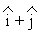 î + ĵ